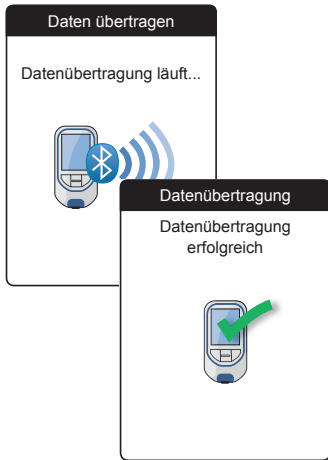 Daten übertragen
Datenübertragung läuft...
Datenübertragung
Datenübertragung
erfolgreich